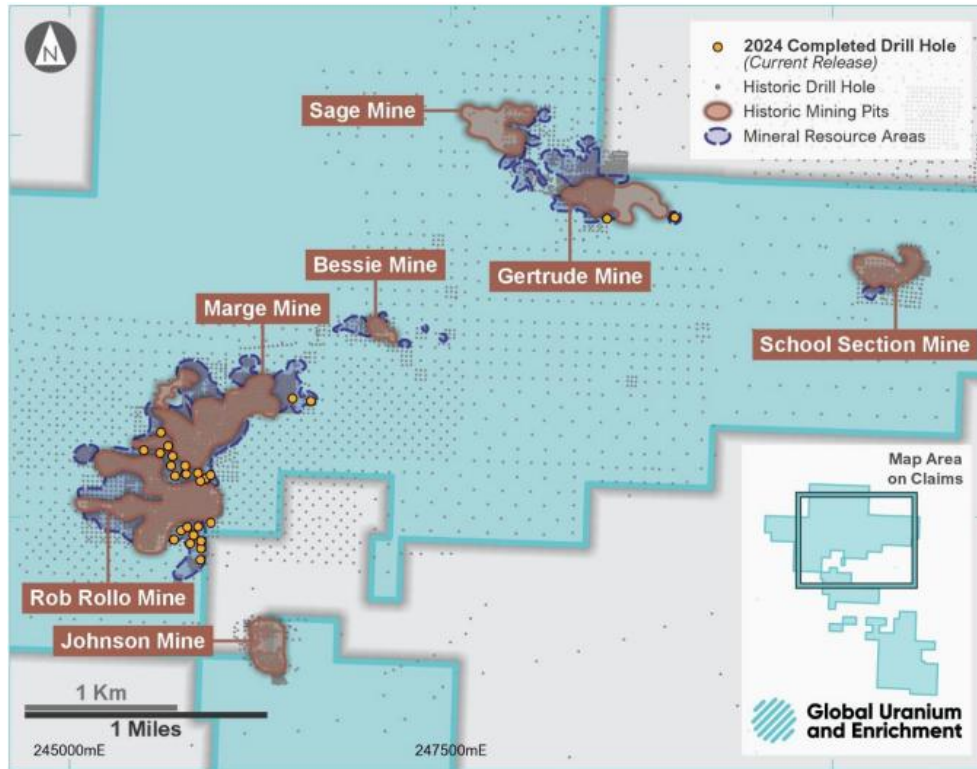 N
2024 Completed Drill Hole
(Current Release)
Historic Drill Hole
Historic Mining Pits
Mineral Resource Areas
Sage Mine
Bessie Mine
Gertrude Mine
Marge Mine
School Section Mine
Rob Rollo Mine
Johnson Mine
Map Area
on Claims
1 Km
1 Miles
245000mE
247500mE
Global Uranium
and Enrichment